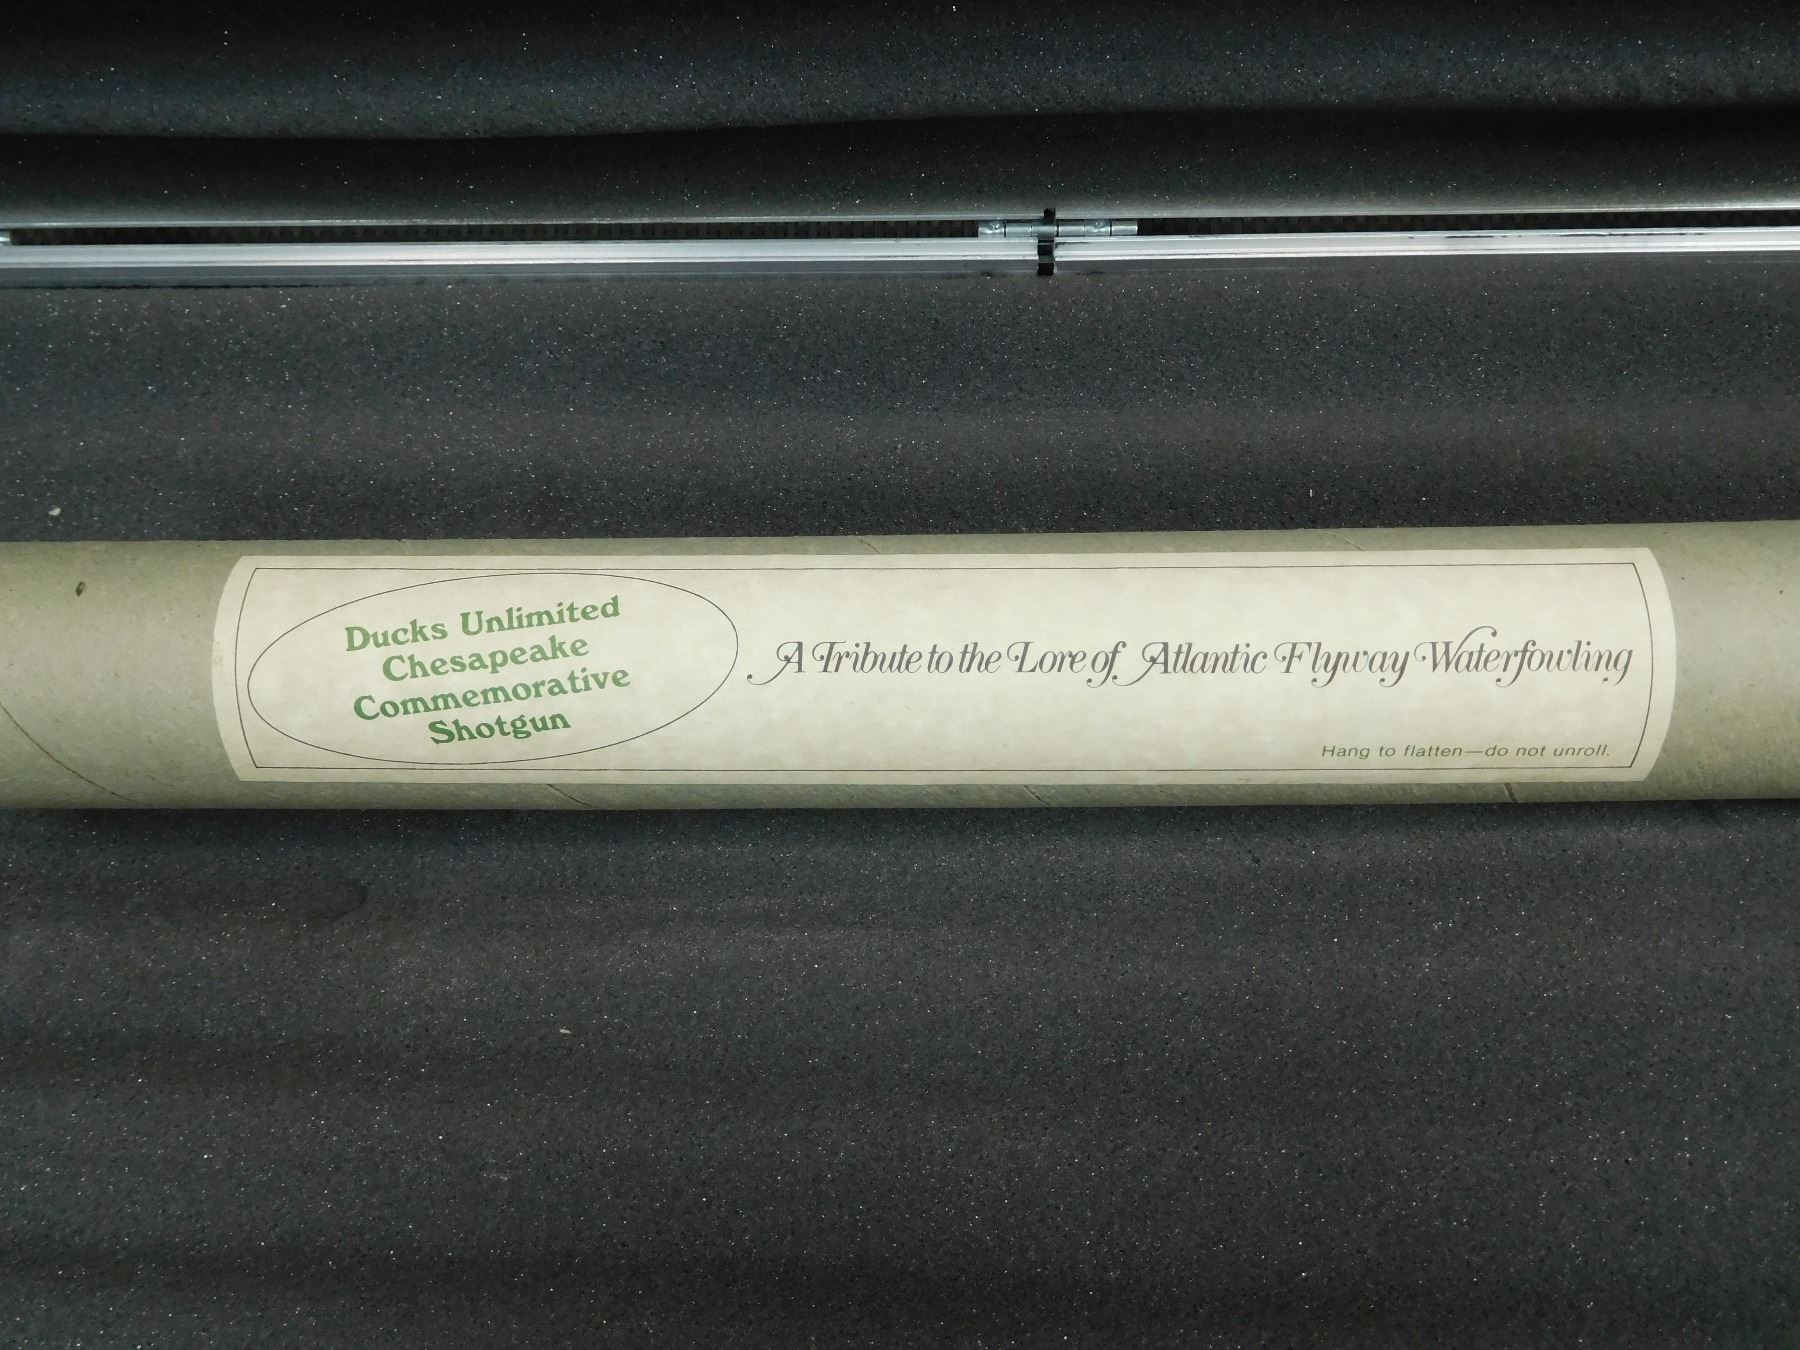 Ducks Unlimited
Chesapeake
Commemorative
Shotgun
A Tribute to the Lore of Atlantic Flyway Waterfowling
Hang to flatten—do not unroll.